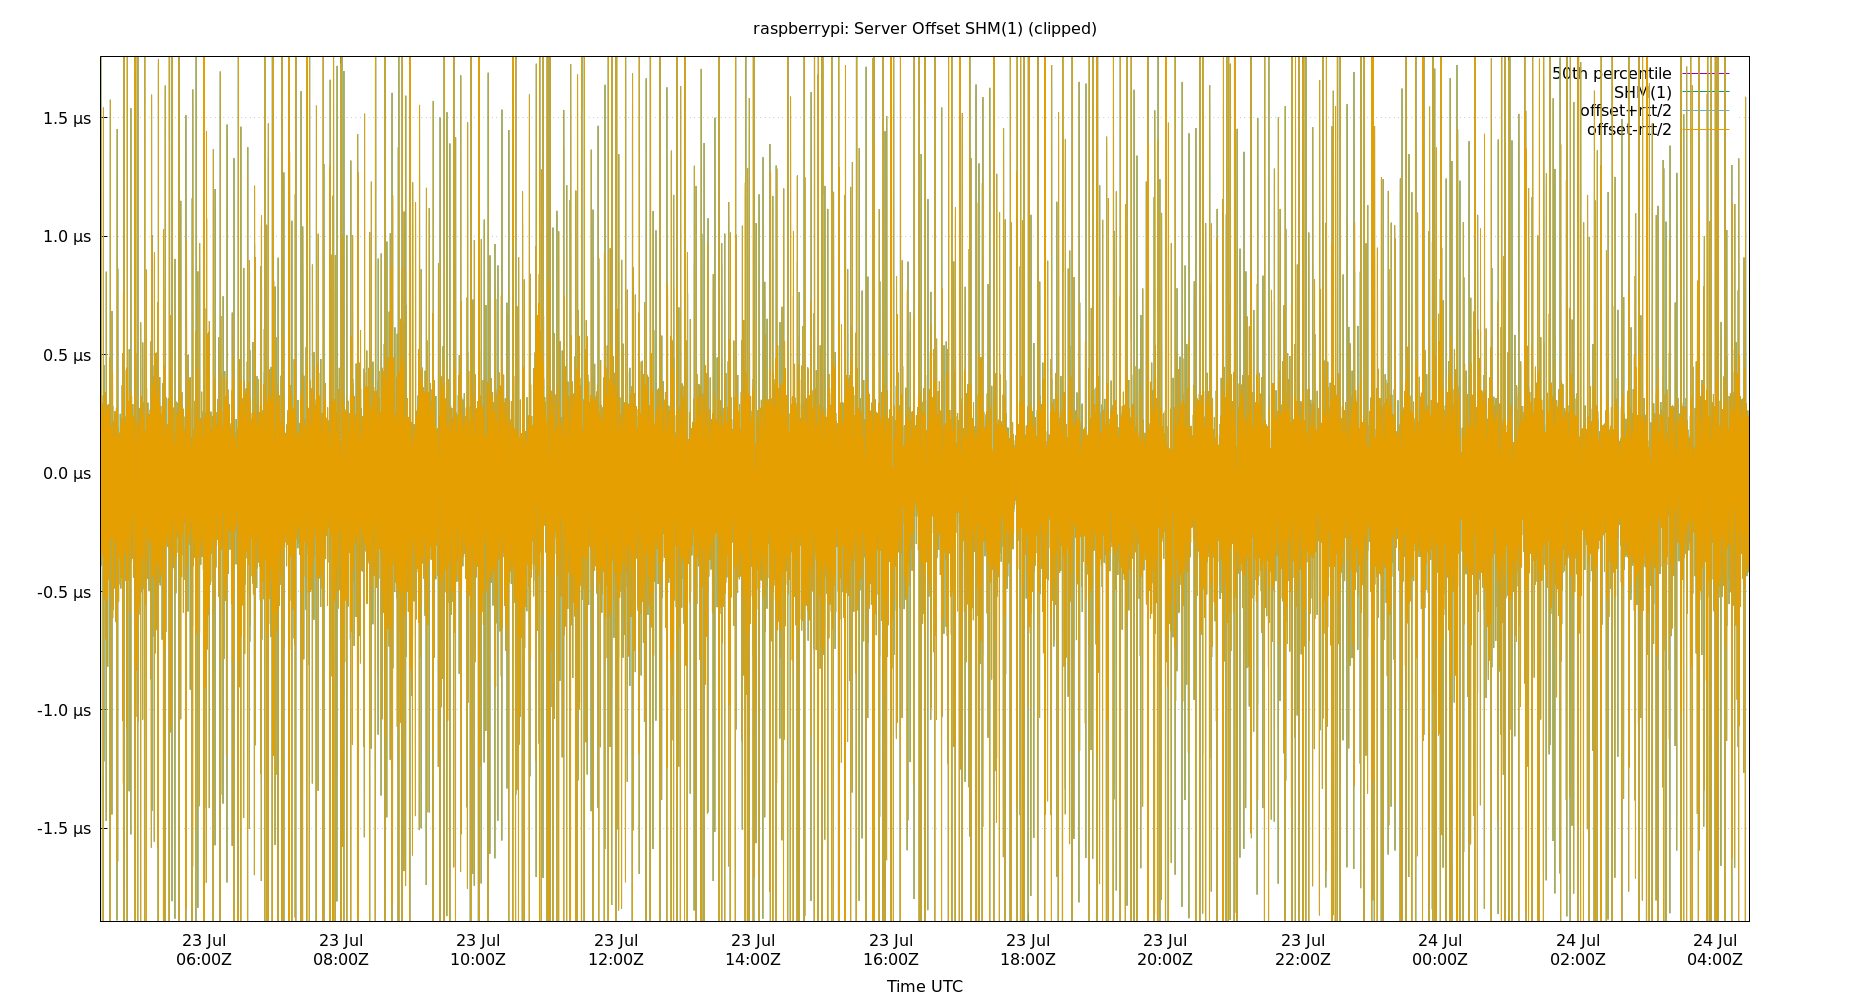 raspberrypi: Server Offset SHM(1) (clipped)
50th percentile
SHM(1)
offset+rtt/2
offset-rtt/2
1.5 µs
1.0 µs
0.5 µs
0.0 µs
-0.5 µs
-1.0 µs
-1.5 µs
23 Jul 23 Jul 23 Jul 23 Jul 23 Jul 23 Jul 23 Jul 23 Jul 23 Jul 24 Jul 24 Jul 24 Jul
06:00Z 08:00Z 10:00Z 12:00Z 14:00Z 16:00Z 18:00Z 20:00Z 22:00Z 00:00Z 02:00Z 04:00Z
Time UTC